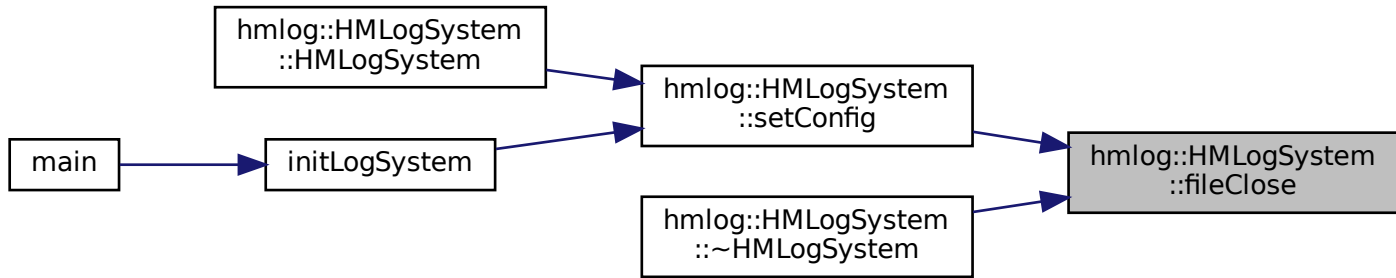 hmlog::HMLogSystem
::HMLogSystem
hmlog::HMLogSystem
::setConfig
main
initLogSystem
hmlog::HMLogSystem
::fileClose
hmlog::HMLogSystem
::~HMLogSystem